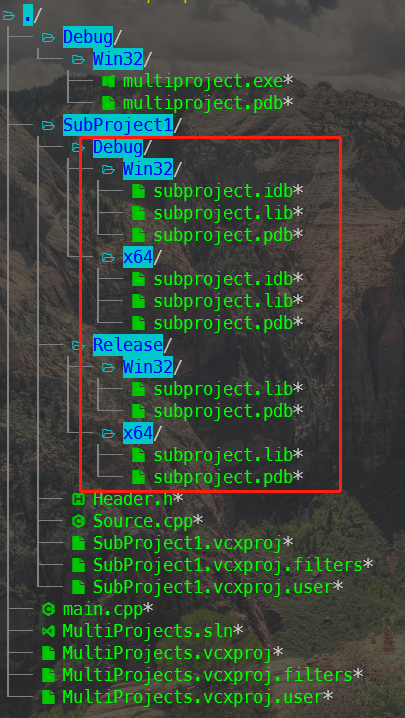 ./
Debug/
Win32/
multiproject.exe*
multiproject.pdb*
SubProject1/
Debug/
Win32/
subproject.idb*
subproject.lib*
subproject.pdb*
x64/
subproject.idb*
subproject.lib*
subproject.pdb*
Release/
Win32/
subproject.lib*
subproject.pdb*
x64/
subproject.lib*
subproject.pdb*
Header.h*
Source.cpp*
SubProject1.vcxproj*
SubProject1.vcxproj.filters*
SubProject1.vcxproj.user*
main.cpp*
MultiProjects.sln*
MultiProjects.vcxproj*
MultiProjects.vcxproj.filters*
MultiProjects.vcxproj.user*